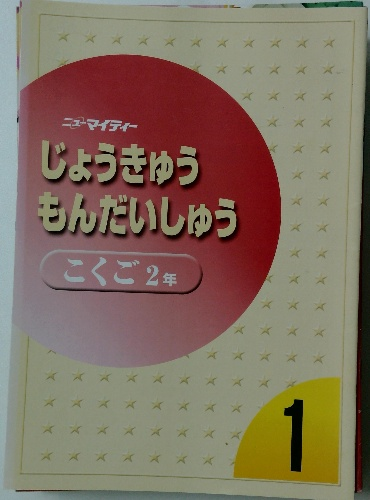 ニューマイティー
じょうきゅう
もんだいしゅう
こくご2年
1